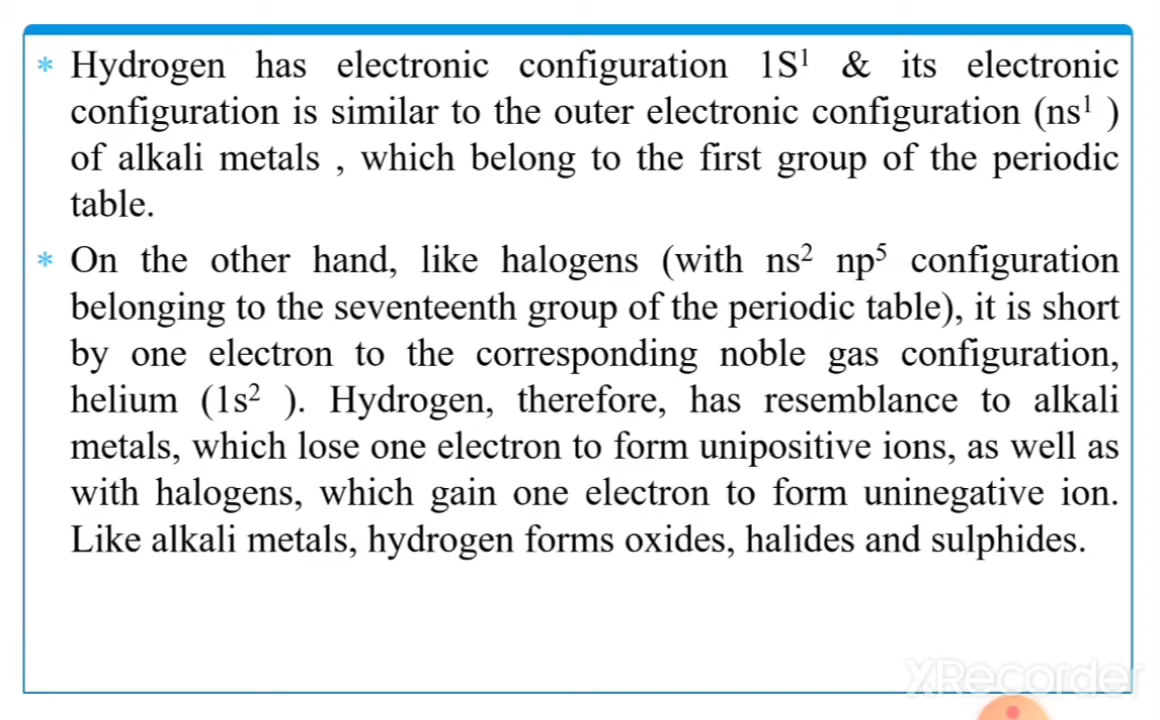 * Hydrogen has electronic configuration 1S¹ & its electronic
configuration is similar to the outer electronic configuration (ns¹ )
of alkali metals , which belong to the first group of the periodic
table.
* On the other hand, like halogens (with ns² np⁵ configuration
belonging to the seventeenth group of the periodic table), it is short
by one electron to the corresponding noble gas configuration,
helium (1s² ). Hydrogen, therefore, has resemblance to alkali
metals, which lose one electron to form unipositive ions, as well as
with halogens, which gain one electron to form uninegative ion.
Like alkali metals, hydrogen forms oxides, halides and sulphides.
XRecorder